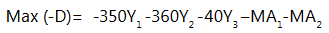 Max (-D)= -350Y₁ -360Y₂ -40Y₃ –MA₁ -MA₂